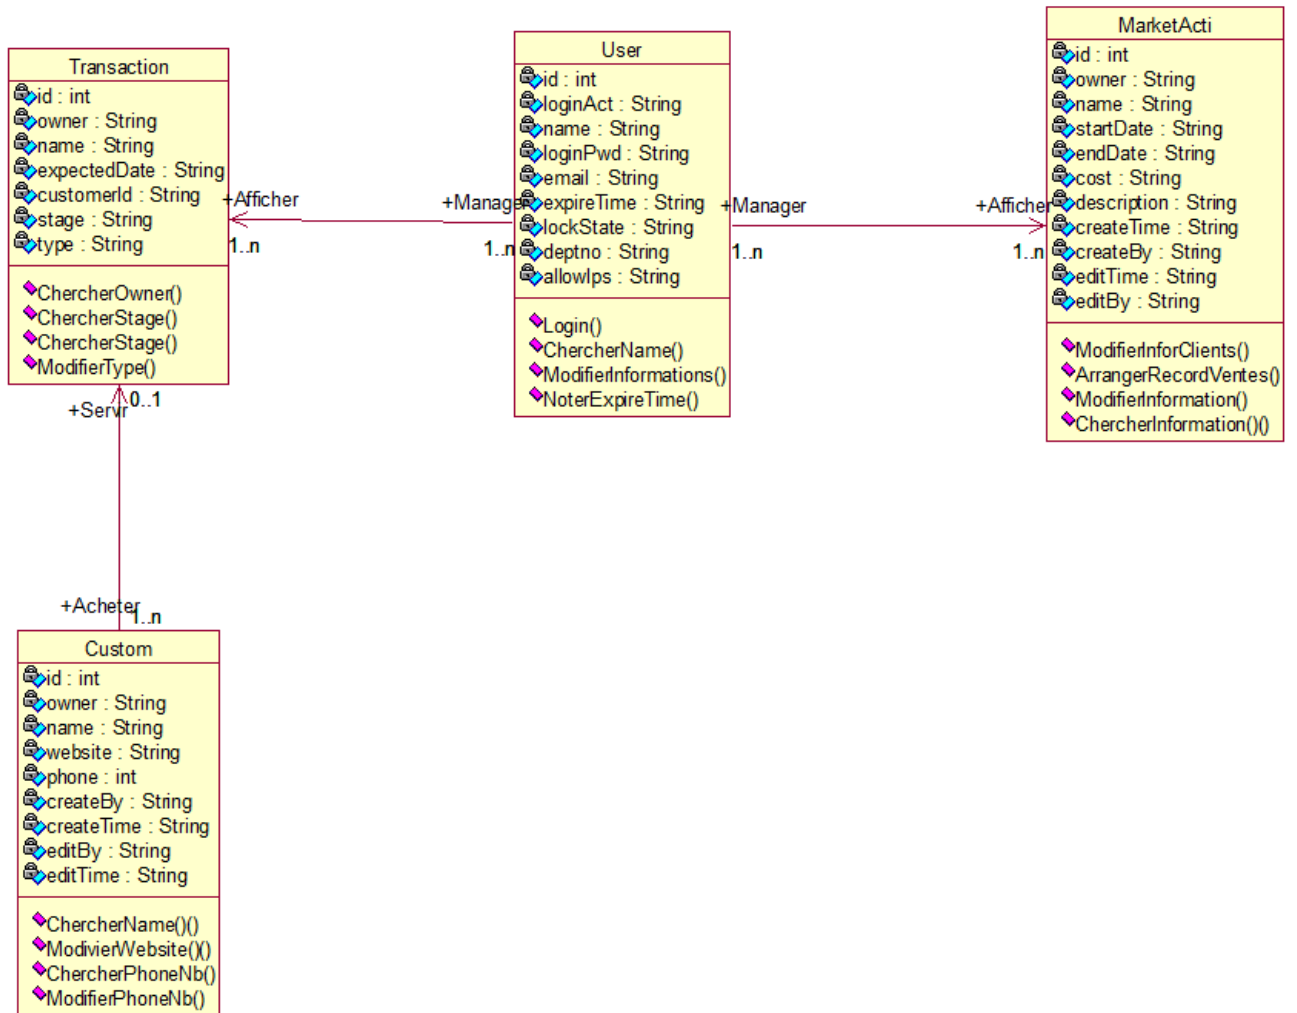 Transaction
id : int
owner : String
name : String
expectedDate : String
customerId : String
stage : String
type : String
ChercherOwner()
ChercherStage()
ChercherStage()
ModifierType()
+Afficher
1..n
+Manager
1..n
User
id : int
loginAct : String
name : String
loginPwd : String
email : String
expireTime : String
lockState : String
deptno : String
allowIps : String
Login()
ChercherName()
ModifierInformations()
NoterExpireTime()
+Manager
1..n
+Afficher
1..n
MarketActi
id : int
owner : String
name : String
startDate : String
endDate : String
cost : String
description : String
createTime : String
createBy : String
editTime : String
editBy : String
ModifierInforClients()
ArrangerRecordVentes()
ModifierInformation()
ChercherInformation()()
+Servr
0..1
+Acheter
1..n
Custom
id : int
owner : String
name : String
website : String
phone : int
createBy : String
createTime : String
editBy : String
editTime : String
ChercherName()()
ModivierWebsite()()
ChercherPhoneNb()
ModifierPhoneNb()